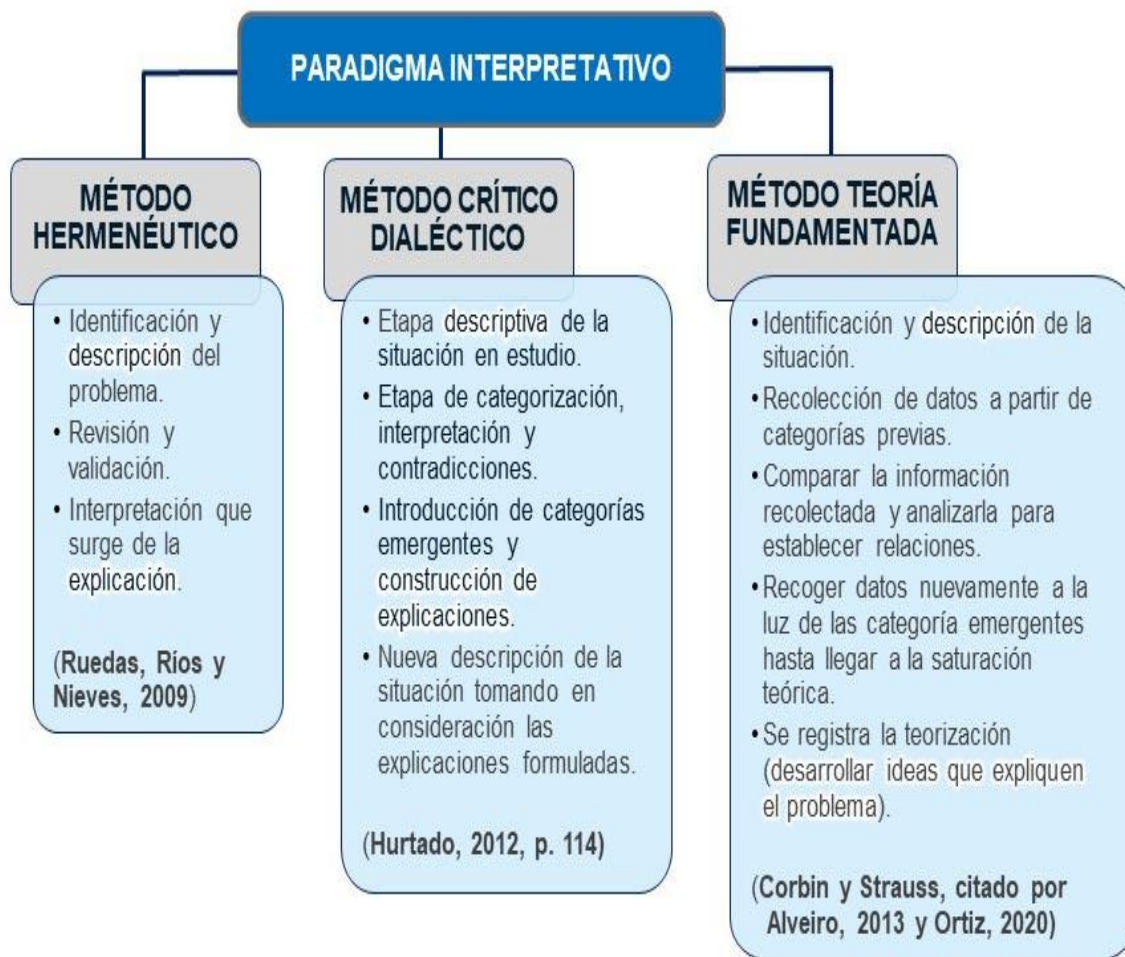 PARADIGMA INTERPRETATIVO
MÉTODO
HERMENÉUTICO
• Identificación y
descripción del
problema.
• Revisión y
validación.
• Interpretación que
surge de la
explicación.
(Ruedas, Ríos y
Nieves, 2009)
MÉTODO CRÍTICO
DIALÉCTICO
• Etapa descriptiva de la
situación en estudio.
• Etapa de categorización,
interpretación y
contradicciones.
• Introducción de categorías
emergentes y
construcción de
explicaciones.
• Nueva descripción de la
situación tomando en
consideración las
explicaciones formuladas.
(Hurtado, 2012, p. 114)
MÉTODO TEORÍA
FUNDAMENTADA
•Identificación y descripción de la
situación.
•Recolección de datos a partir de
categorías previas.
•Comparar la información
recolectada y analizarla para
establecer relaciones.
•Recoger datos nuevamente a la
luz de las categoría emergentes
hasta llegar a la saturación
teórica.
•Se registra la teorización
(desarrollar ideas que expliquen
el problema).
(Corbin y Strauss, citado por
Alveiro, 2013 y Ortiz, 2020)